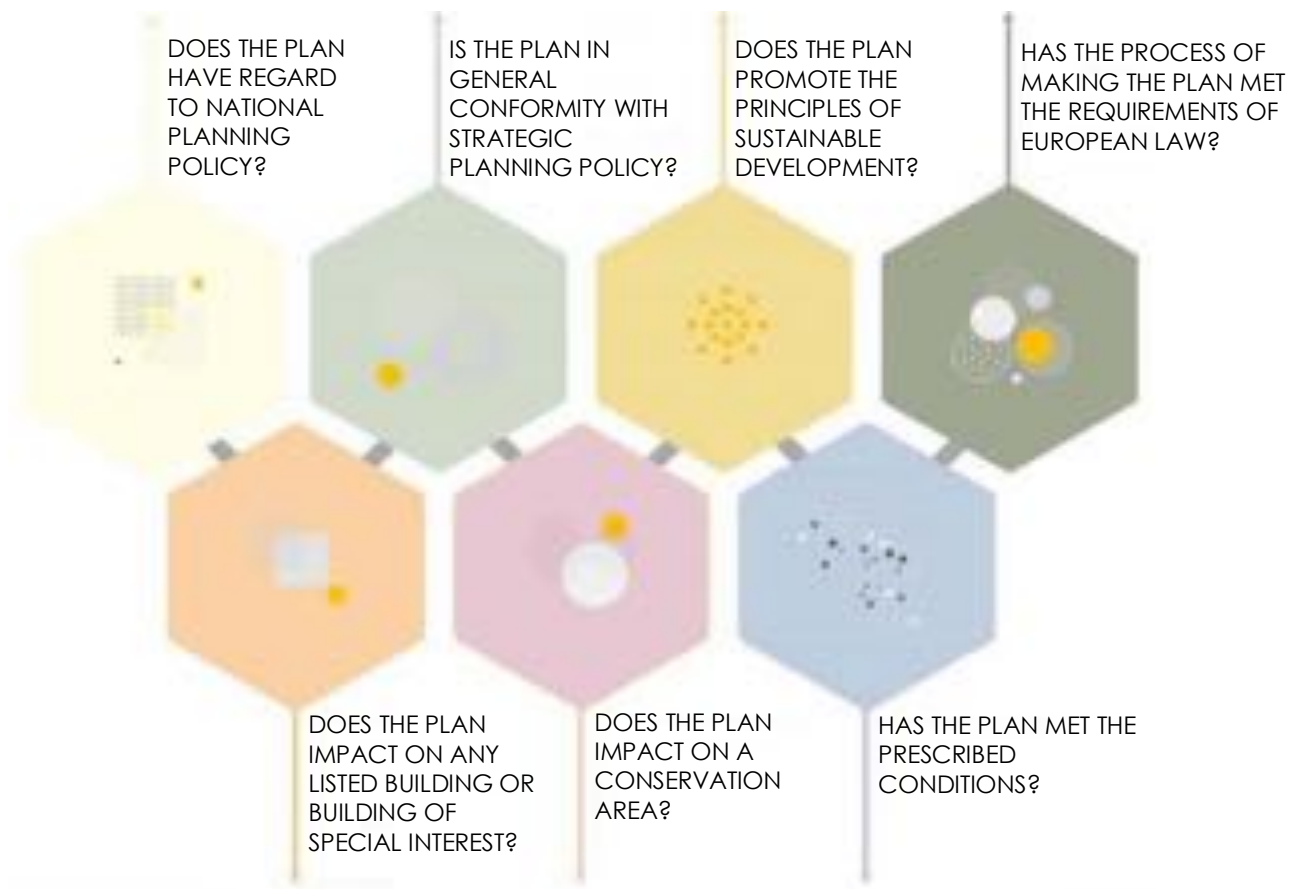 DOES THE PLAN
HAVE REGARD
TO NATIONAL
PLANNING
POLICY?
IS THE PLAN IN
GENERAL
CONFORMITY WITH
STRATEGIC
PLANNING POLICY?
DOES THE PLAN
PROMOTE THE
PRINCIPLES OF
SUSTAINABLE
DEVELOPMENT?
HAS THE PROCESS OF
MAKING THE PLAN MET
THE REQUIREMENTS OF
EUROPEAN LAW?
DOES THE PLAN
IMPACT ON ANY
LISTED BUILDING OR
BUILDING OF
SPECIAL INTEREST?
DOES THE PLAN
IMPACT ON A
CONSERVATION
AREA?
HAS THE PLAN MET THE
PRESCRIBED
CONDITIONS?